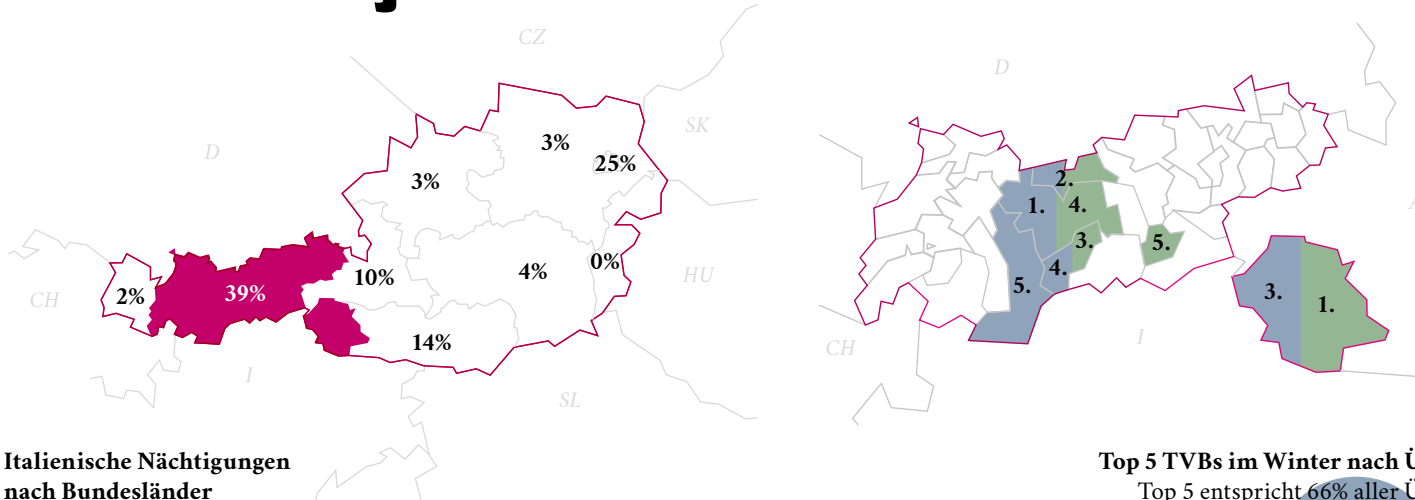 CZ
D
SK
3%
25%
3%
10%
4%
0%
HU
2%
39%
CH
14%
I
SL
Italienische Nächtigungen
nach Bundesländer
D
2.
1.
4.
3.
5.
4.
5.
3.
1.
CH
I
Top 5 TVBs im Winter nach
Top 5 entspricht 66% aller